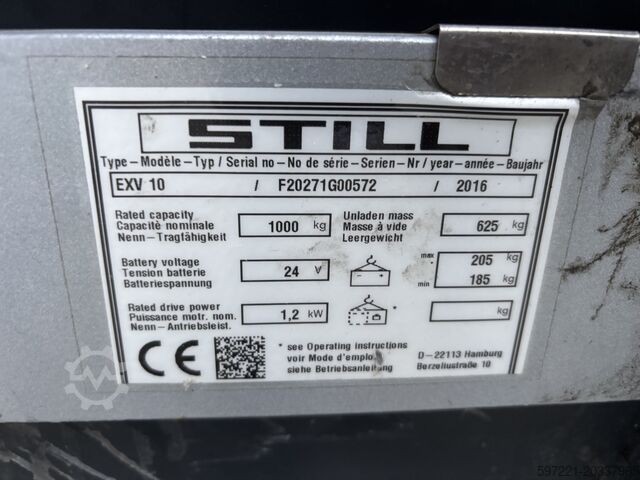 STILL
Type – Modèle – Typ / Serial no – No de série – Serien – Nr / year – année – Baujahr
EXV 10 / F20271G00572 / 2016
Rated capacity
Capacité nominale
Nenn-Tragfähigkeit
1000 kg
Unladen mass
Masse à vide
Leergewicht
625 kg
Battery voltage
Tension batterie
Batteriespannung
24 V
max 205 kg
min 185 kg
Rated drive power
Puissance motr. nom.
Nenn-Antriebsleist.
1,2 kW
* kg
CE
* see Operating instructions
voir Mode d'emploi
siehe Betriebsanleitung
D-22113 Hamburg
Berzeliustraße 10
597221-20337989